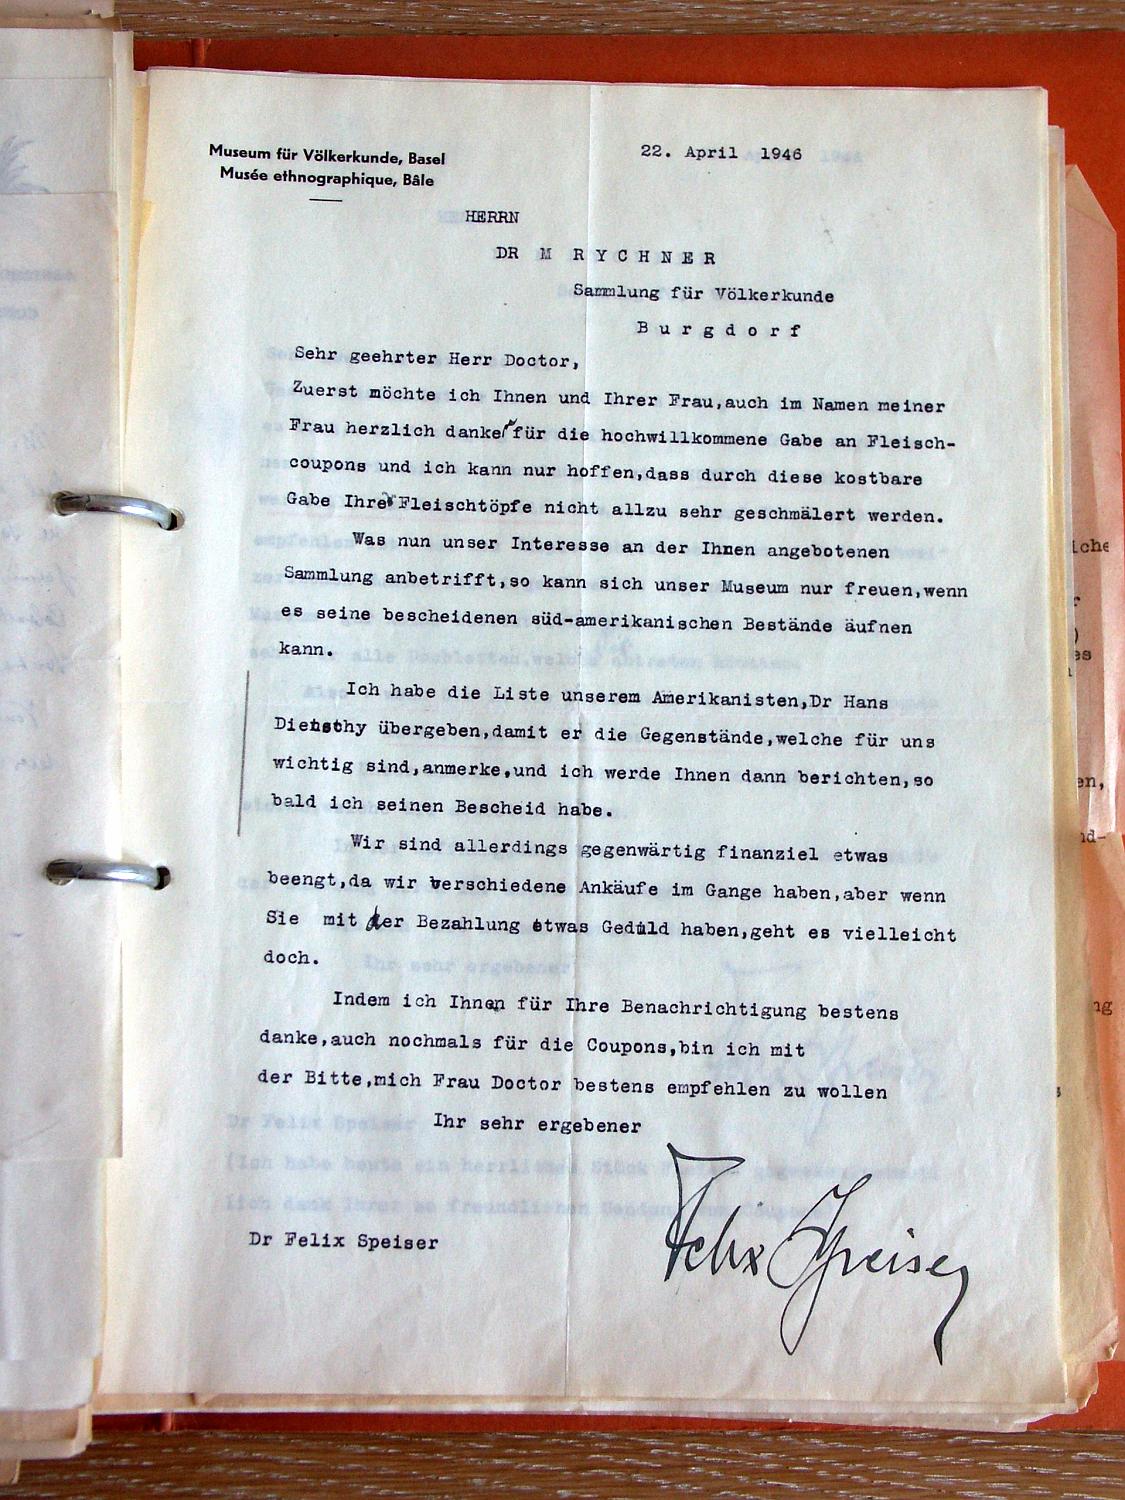 Museum für Völkerkunde, Basel
Musée ethnographique, Bâle
22. April 1946
HERRN
DR M RYCHNER
Sammlung für Völkerkunde
Burgdorf
Sehr geehrter Herr Doctor,
Zuerst möchte ich Ihnen und Ihrer Frau,auch im Namen meiner
Frau herzlich danken für die hochwillkommene Gabe an Fleisch-
coupons und ich kann nur hoffen,dass durch diese kostbare
Gabe Ihre Fleischtöpfe nicht allzu sehr geschmälert werden.
Was nun unser Interesse an der Ihnen angebotenen
Sammlung anbetrifft,so kann sich unser Museum nur freuen,wenn
es seine bescheidenen süd-amerikanischen Bestände äufnen
kann.
Ich habe die Liste unserem Amerikanisten,Dr Hans
Dietschy übergeben,damit er die Gegenstände,welche für uns
wichtig sind,anmerke,und ich werde Ihnen dann berichten,so
bald ich seinen Bescheid habe.
Wir sind allerdings gegenwärtig finanziel etwas
beengt,da wir verschiedene Ankäufe im Gange haben,aber wenn
Sie mit der Bezahlung etwas Geduld haben,geht es vielleicht
doch.
Indem ich Ihnen für Ihre Benachrichtigung bestens
danke,auch nochmals für die Coupons,bin ich mit
der Bitte,mich Frau Doctor bestens empfehlen zu wollen
Ihr sehr ergebener
Felix Speiser
Dr Felix Speiser